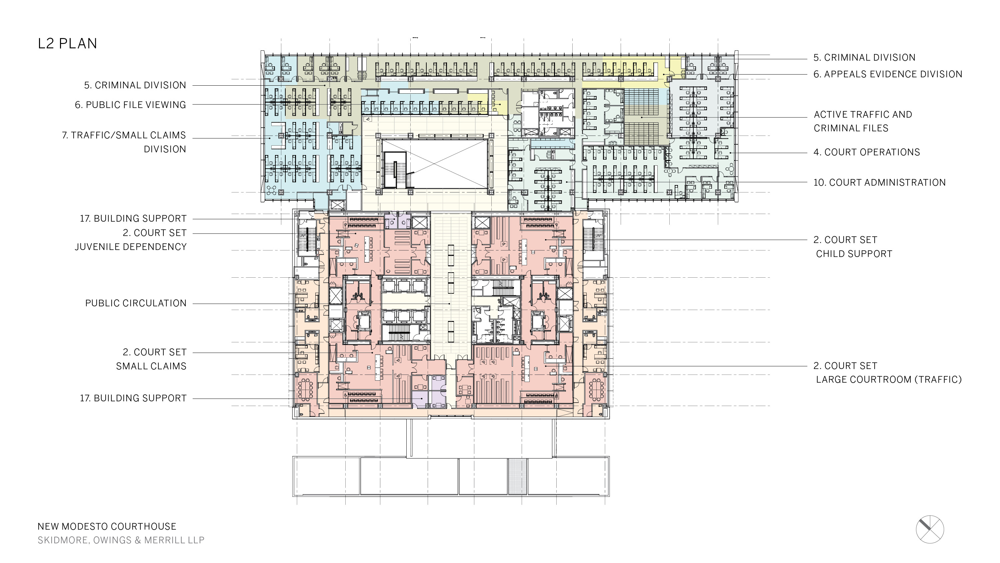 L2 PLAN
5. CRIMINAL DIVISION
6. PUBLIC FILE VIEWING
7. TRAFFIC/SMALL CLAIMS
DIVISION
17. BUILDING SUPPORT
2. COURT SET
JUVENILE DEPENDENCY
PUBLIC CIRCULATION
2. COURT SET
SMALL CLAIMS
17. BUILDING SUPPORT
5. CRIMINAL DIVISION
6. APPEALS EVIDENCE DIVISION
ACTIVE TRAFFIC AND
CRIMINAL FILES
4. COURT OPERATIONS
10. COURT ADMINISTRATION
2. COURT SET
CHILD SUPPORT
2. COURT SET
LARGE COURTROOM (TRAFFIC)
NEW MODESTO COURTHOUSE
SKIDMORE, OWINGS & MERRILL LLP